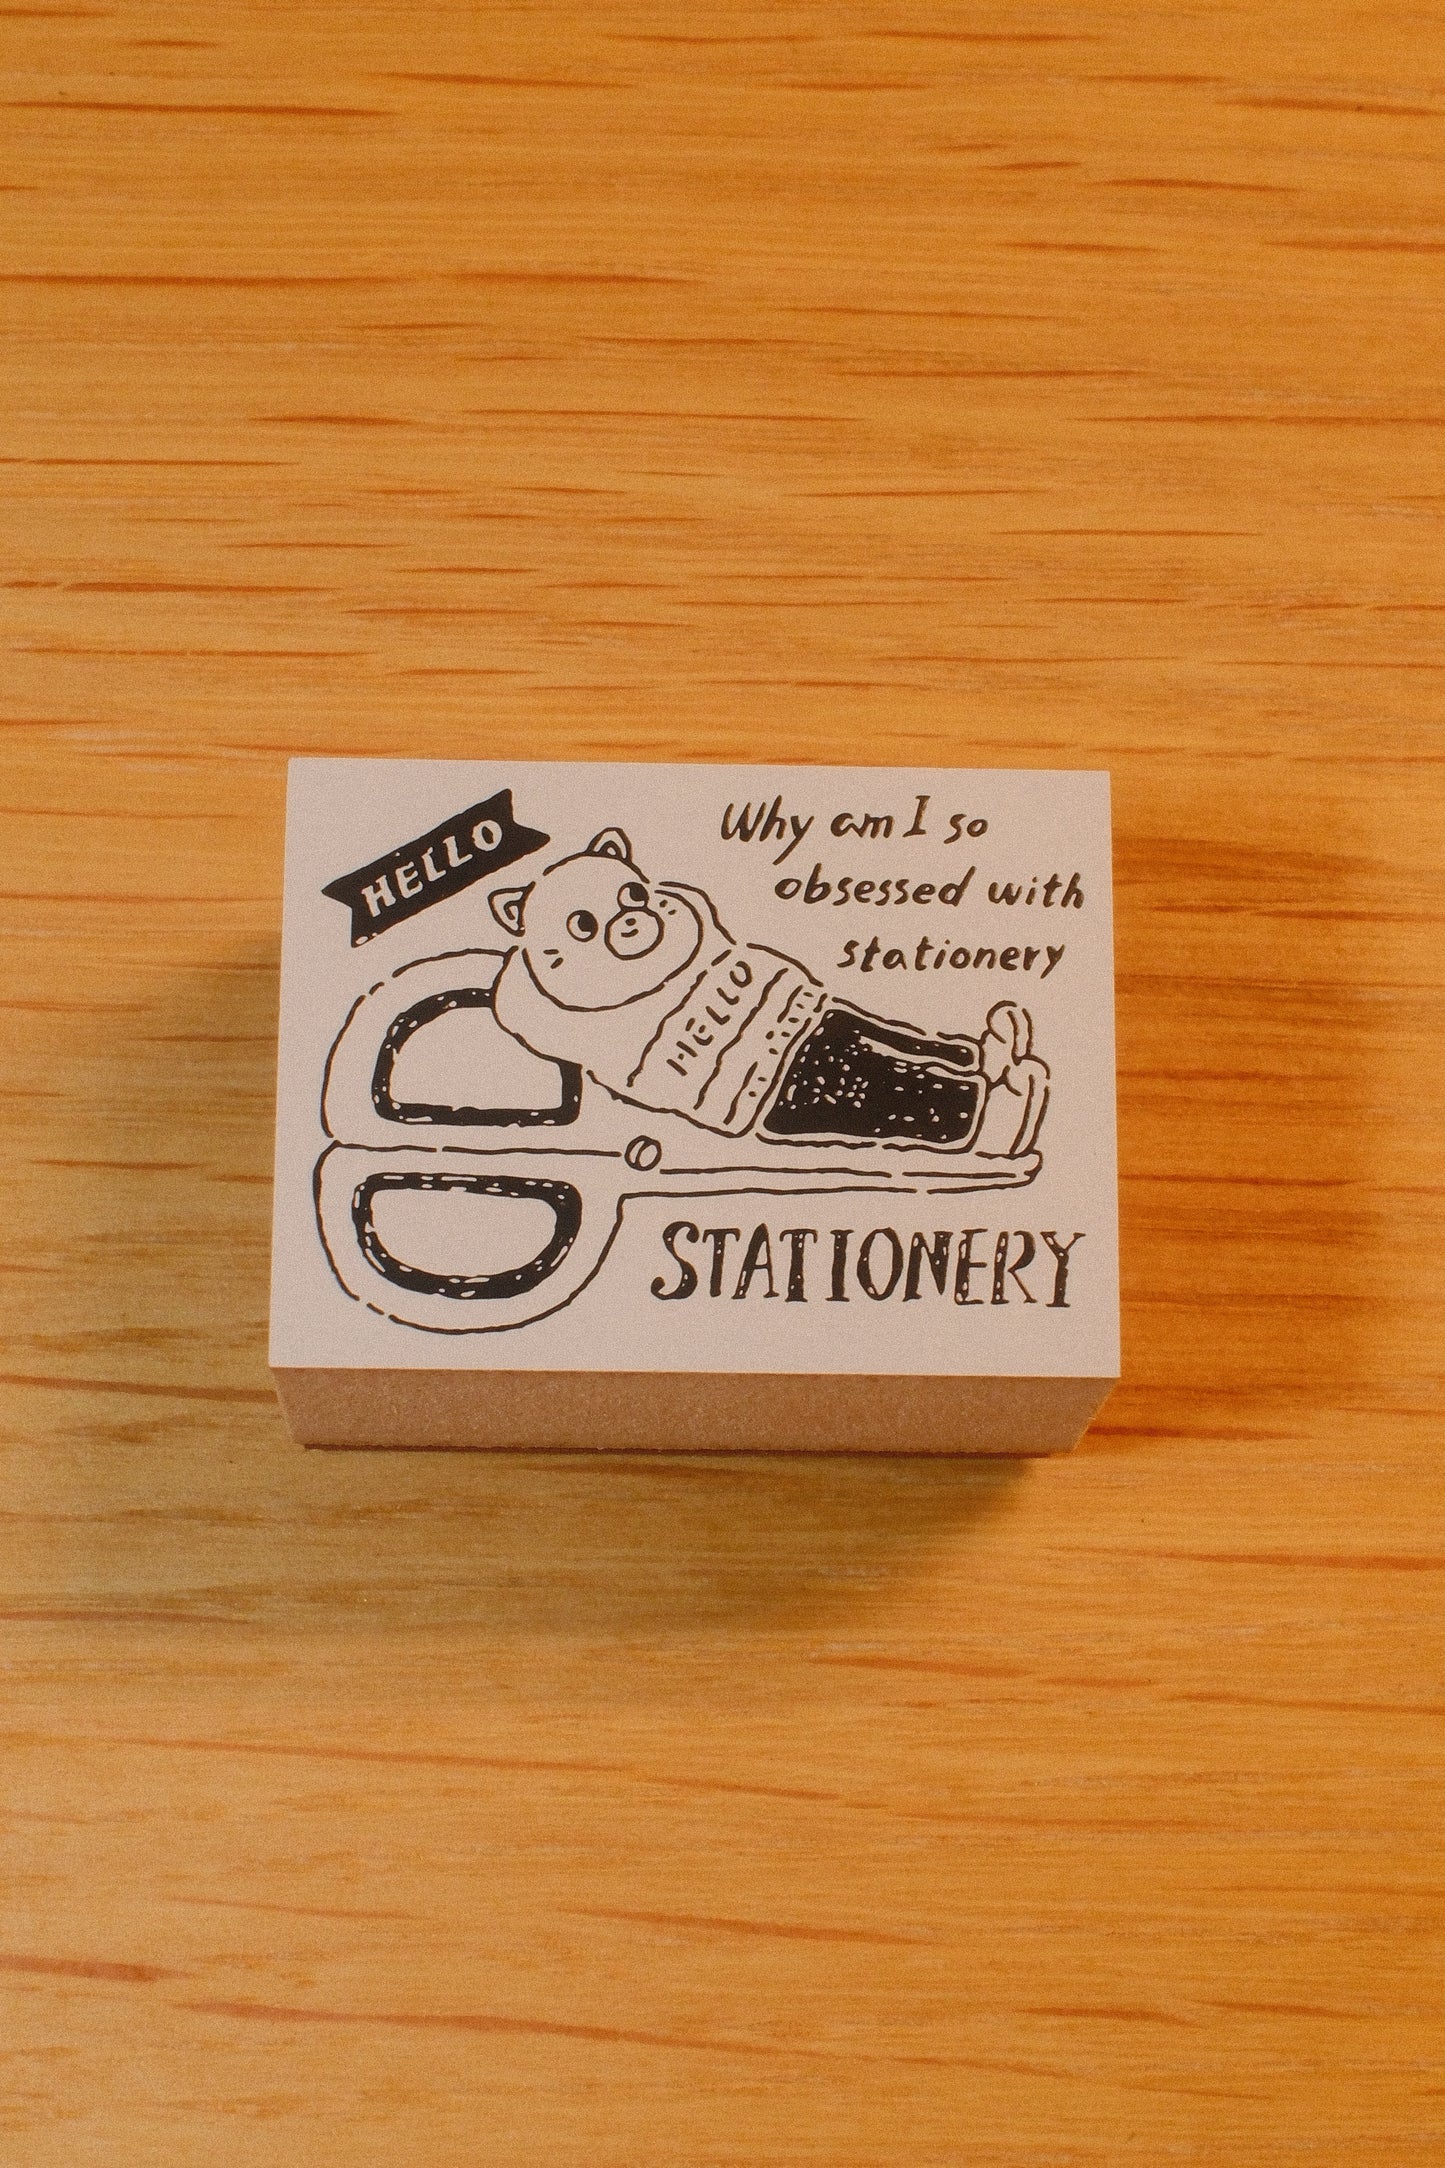 HELLO
Why am I so
obsessed with
stationery
HELLO
STATIONERY